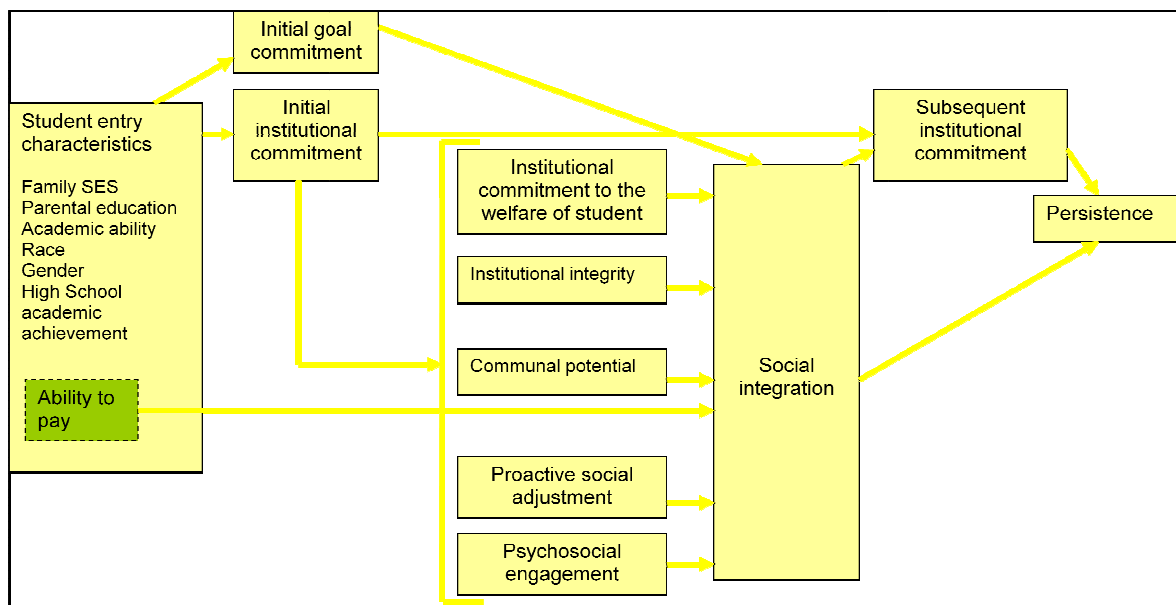 Initial goal
commitment
Student entry
characteristics
Family SES
Parental education
Academic ability
Race
Gender
High School
academic
achievement
Ability to
pay
Initial
institutional
commitment
Institutional
commitment to the
welfare of student
Institutional integrity
Communal potential
Proactive social
adjustment
Psychosocial
engagement
Social
integration
Subsequent
institutional
commitment
Persistence